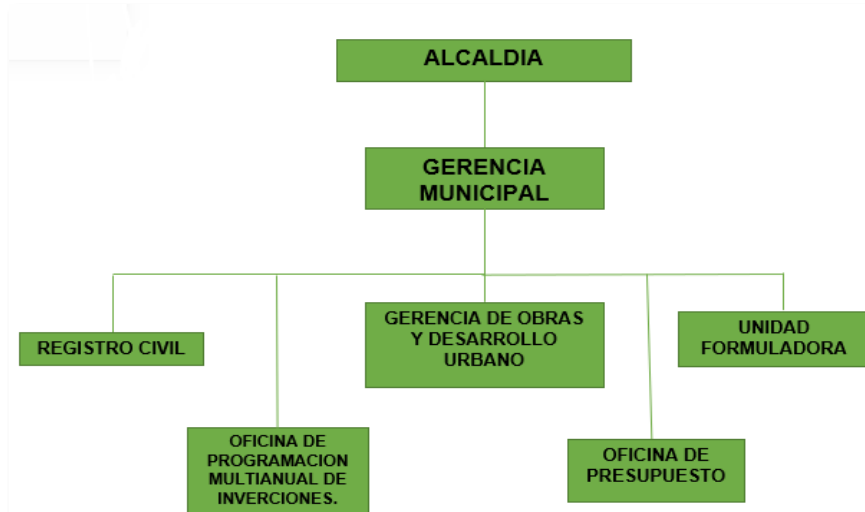 ALCALDIA
GERENCIA
MUNICIPAL
REGISTRO CIVIL
GERENCIA DE OBRAS
Y DESARROLLO
URBANO
UNIDAD
FORMULADORA
OFICINA DE
PROGRAMACION
MULTIANUAL DE
INVERCIONES.
OFICINA DE
PRESUPUESTO